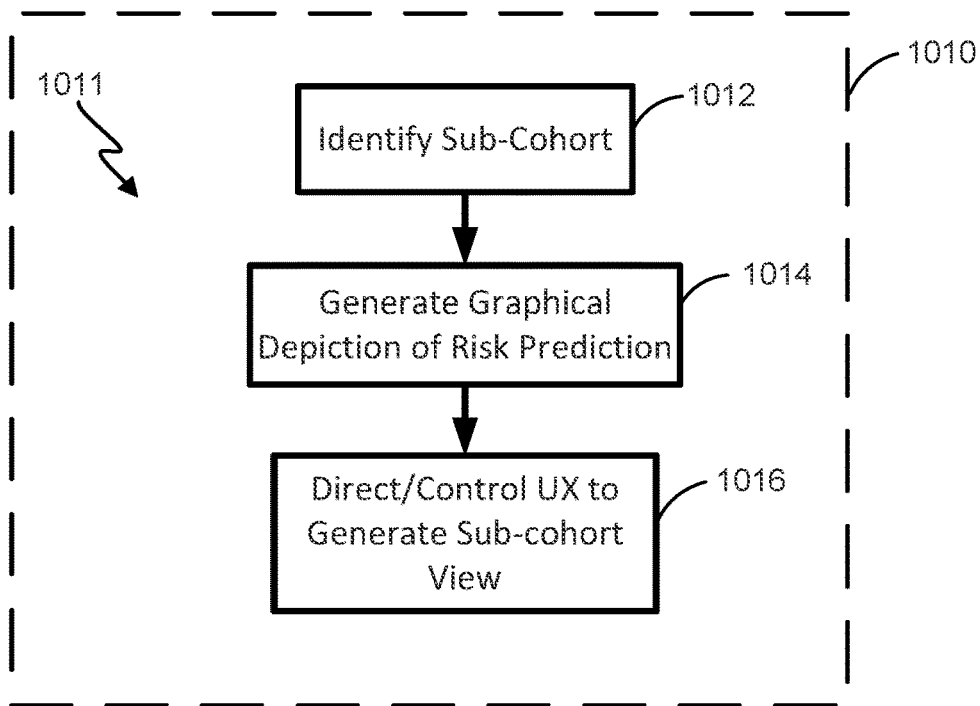 1010
1011
1012
Identify Sub-Cohort
1014
Generate Graphical
Depiction of Risk Prediction
1016
Direct/Control UX to
Generate Sub-cohort
View